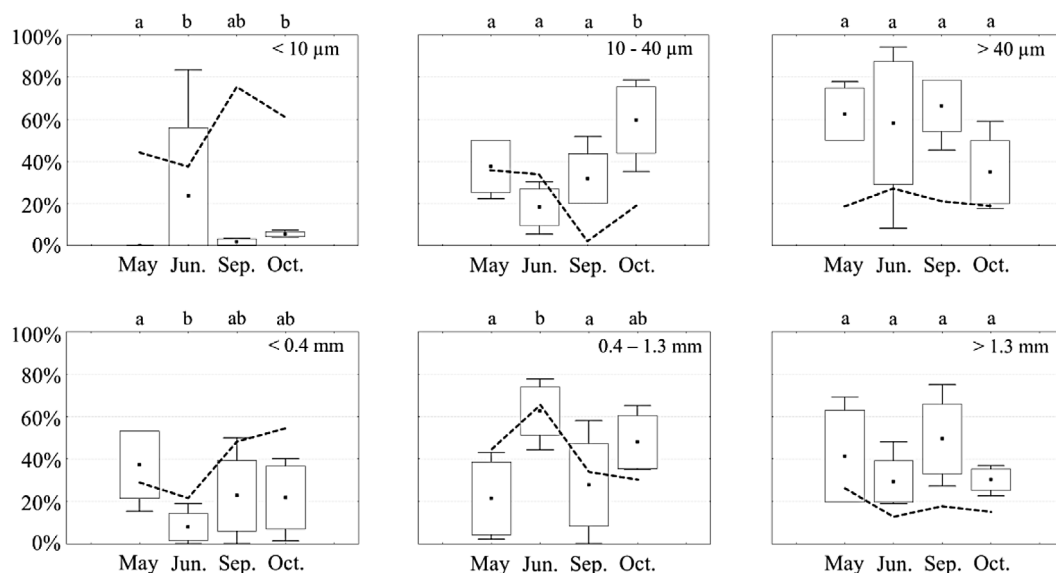 a b ab b
a a a b
a a a a
100%
80%
60%
40%
20%
0%
< 10 µm
10 - 40 µm
> 40 µm
May Jun. Sep. Oct.
May Jun. Sep. Oct.
May Jun. Sep. Oct.
a b ab ab
a b a ab
a a a a
100%
80%
60%
40%
20%
0%
< 0.4 mm
0.4 – 1.3 mm
> 1.3 mm
May Jun. Sep. Oct.
May Jun. Sep. Oct.
May Jun. Sep. Oct.